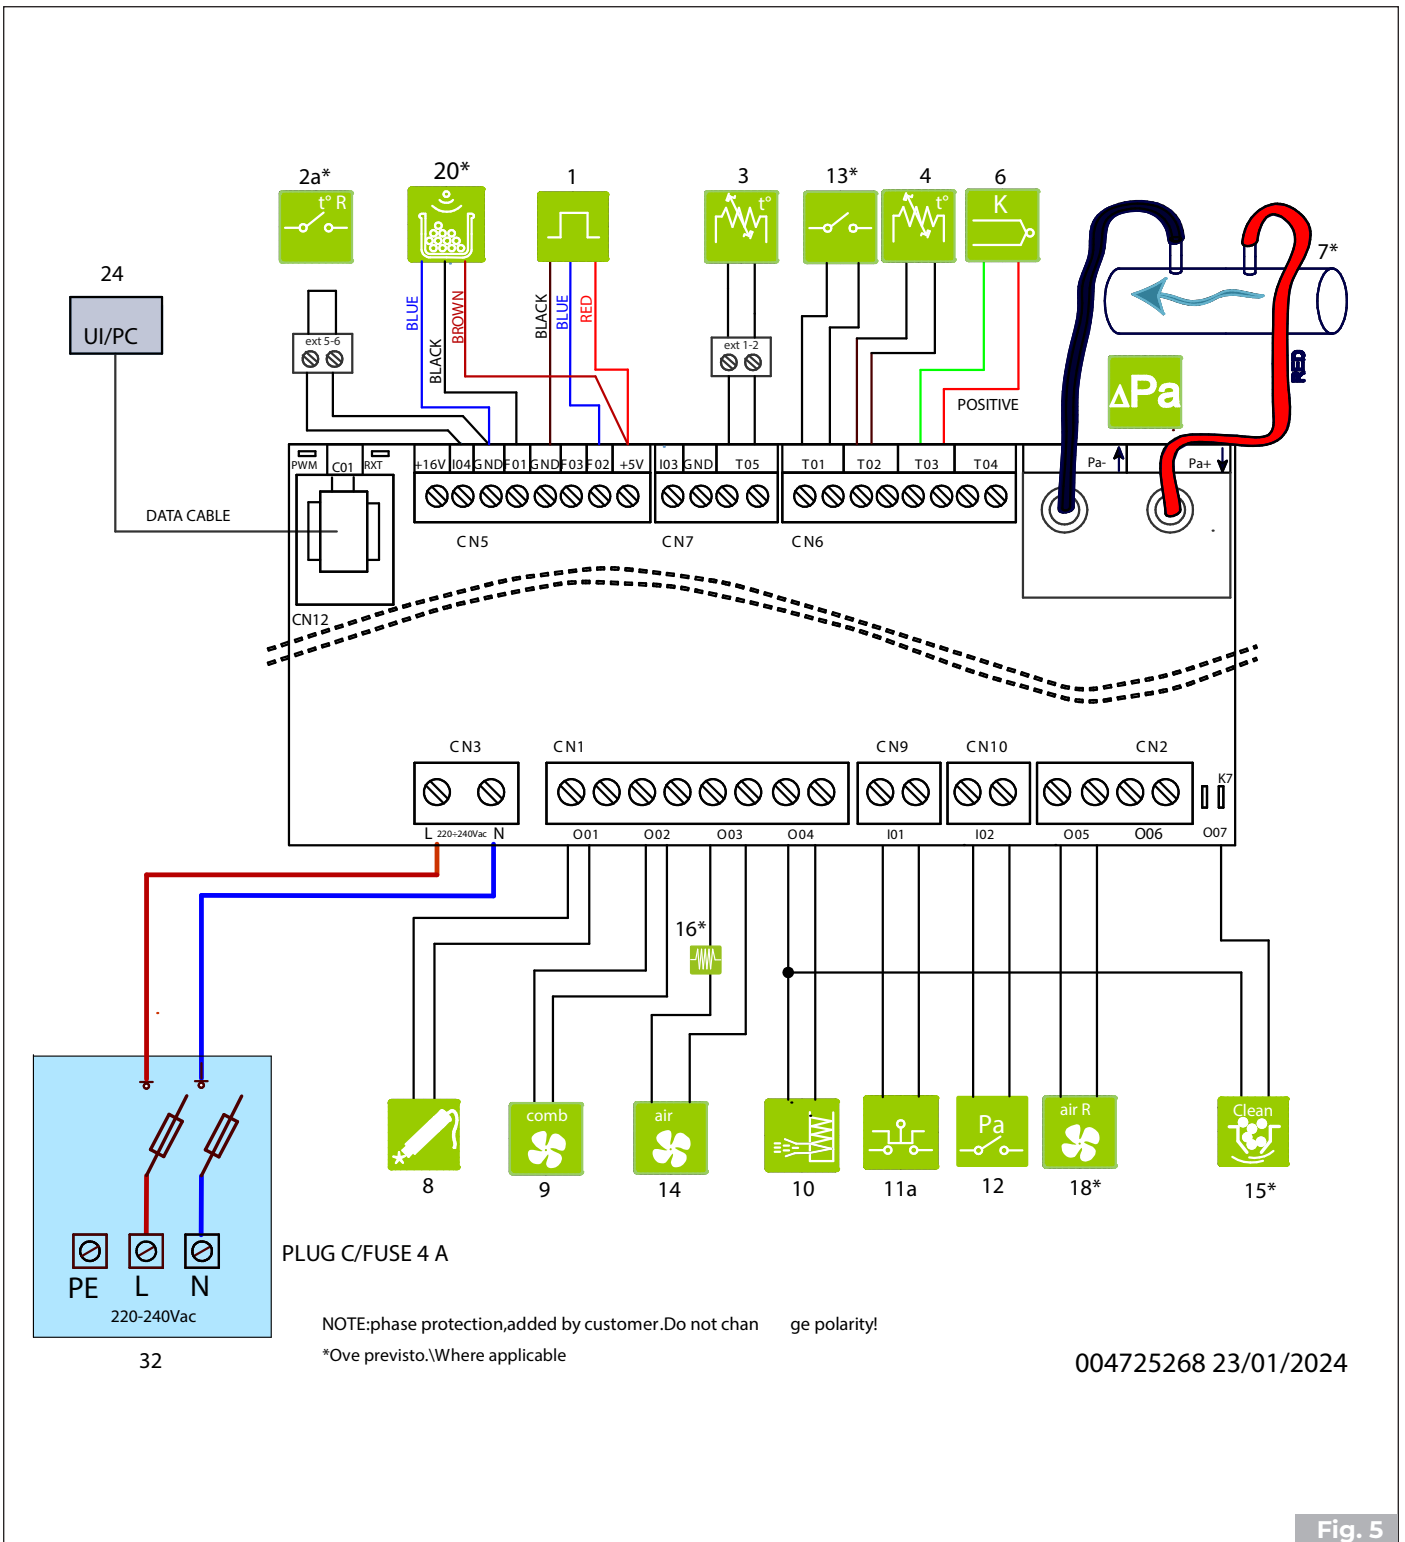 2a*
20*
1
3
13*
4
6
7*
24
t° R
t°
t°
K
UI/PC
ext 5-6
ext 1-2
BLUE
BLACK
BROWN
BLACK
BLUE
RED
POSITIVE
RED
ΔPa
PWM C01 RXT
+16V I04 GND F01 GND F03 F02 +5V
I03 GND T05
T01 T02 T03 T04
Pa- Pa+
DATA CABLE
CN5
CN7
CN6
CN12
CN3
CN1
CN9
CN10
CN2
K7
L 220÷240Vac N
O01 O02 O03 O04
I01
I02
O05 O06 O07
16*
comb
air
Pa
air R
Clean
8
9
14
10
11a
12
18*
15*
PLUG C/FUSE 4 A
PE L N
220-240Vac
32
NOTE:phase protection,added by customer.Do not chan ge polarity!
*Ove previsto.\Where applicable
004725268 23/01/2024
Fig. 5